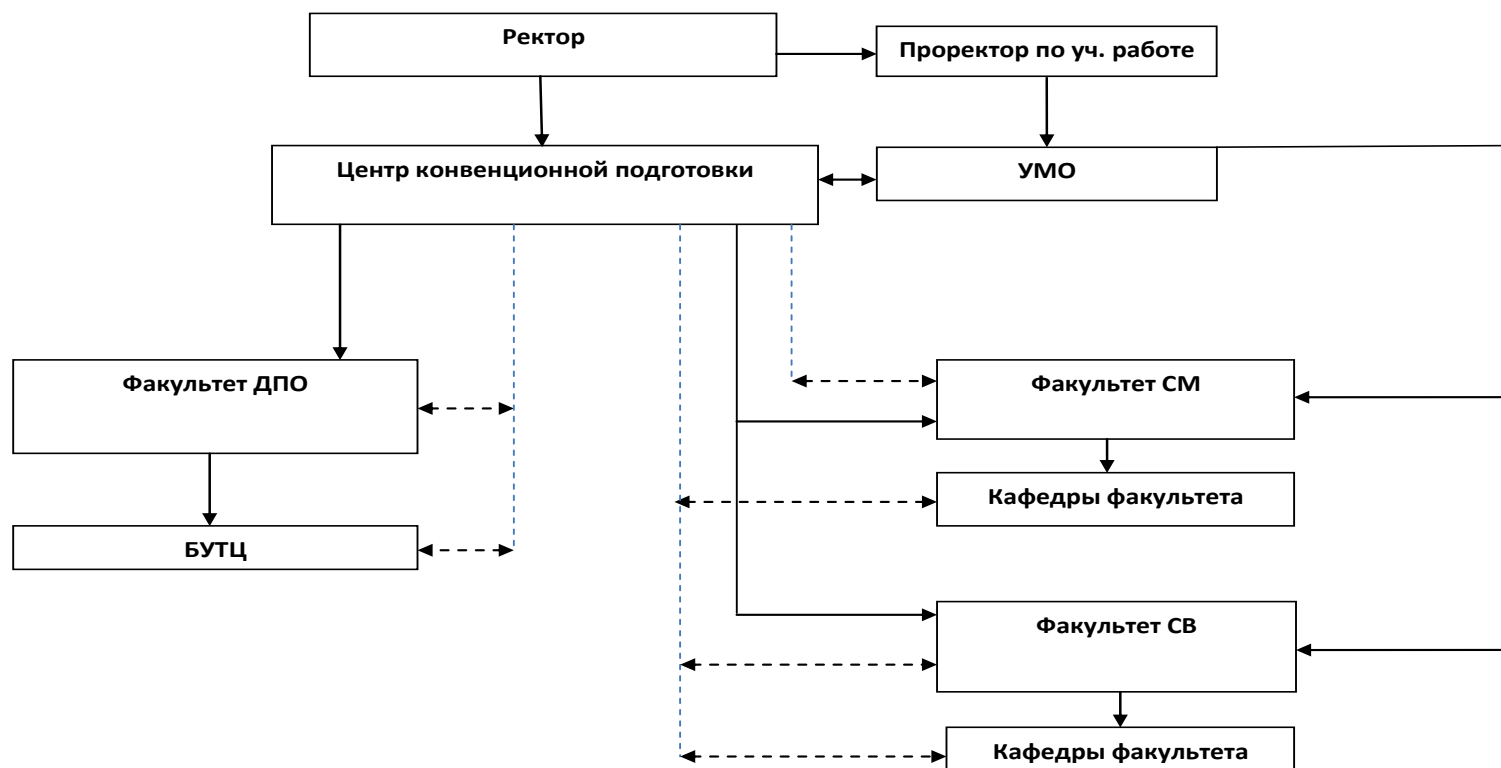 Ректор
Проректор по уч. работе
Центр конвенционной подготовки
УМО
Факультет ДПО
Факультет СМ
Кафедры факультета
БУТЦ
Факультет СВ
Кафедры факультета